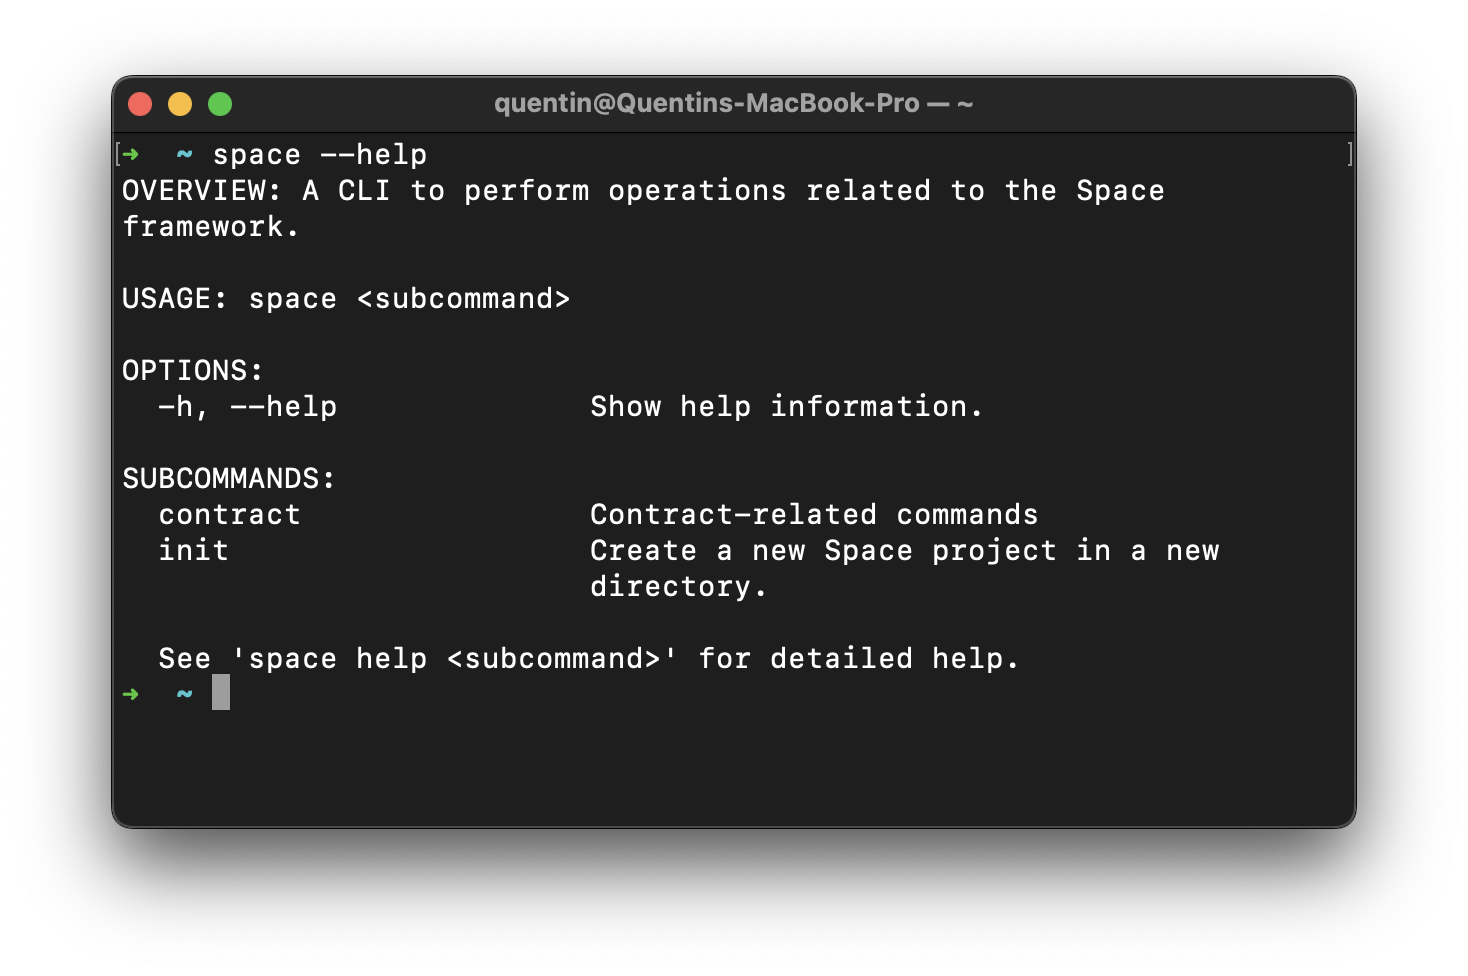 quentin@Quentins-MacBook-Pro — ~
[➜  ~ space --help ]
OVERVIEW: A CLI to perform operations related to the Space
framework.
USAGE: space <subcommand>
OPTIONS:
-h, --help Show help information.
SUBCOMMANDS:
contract Contract-related commands
init Create a new Space project in a new
directory.
See 'space help <subcommand>' for detailed help.
➜  ~